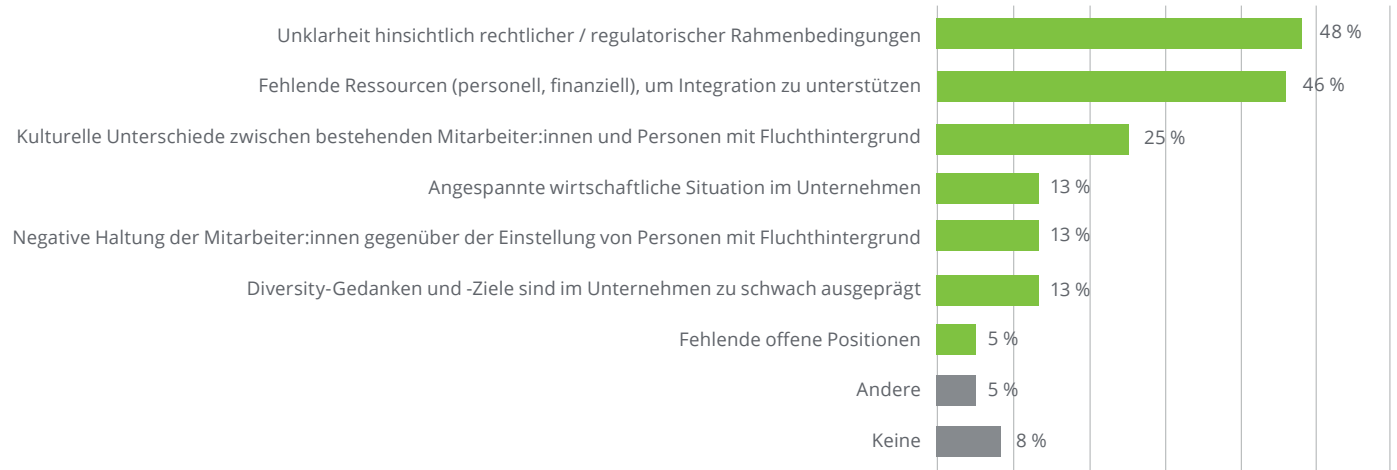 Unklarheit hinsichtlich rechtlicher / regulatorischer Rahmenbedingungen 48 %
Fehlende Ressourcen (personell, finanziell), um Integration zu unterstützen 46 %
Kulturelle Unterschiede zwischen bestehenden Mitarbeiter:innen und Personen mit Fluchthintergrund 25 %
Angespannte wirtschaftliche Situation im Unternehmen 13 %
Negative Haltung der Mitarbeiter:innen gegenüber der Einstellung von Personen mit Fluchthintergrund 13 %
Diversity-Gedanken und -Ziele sind im Unternehmen zu schwach ausgeprägt 13 %
Fehlende offene Positionen 5 %
Andere 5 %
Keine 8 %